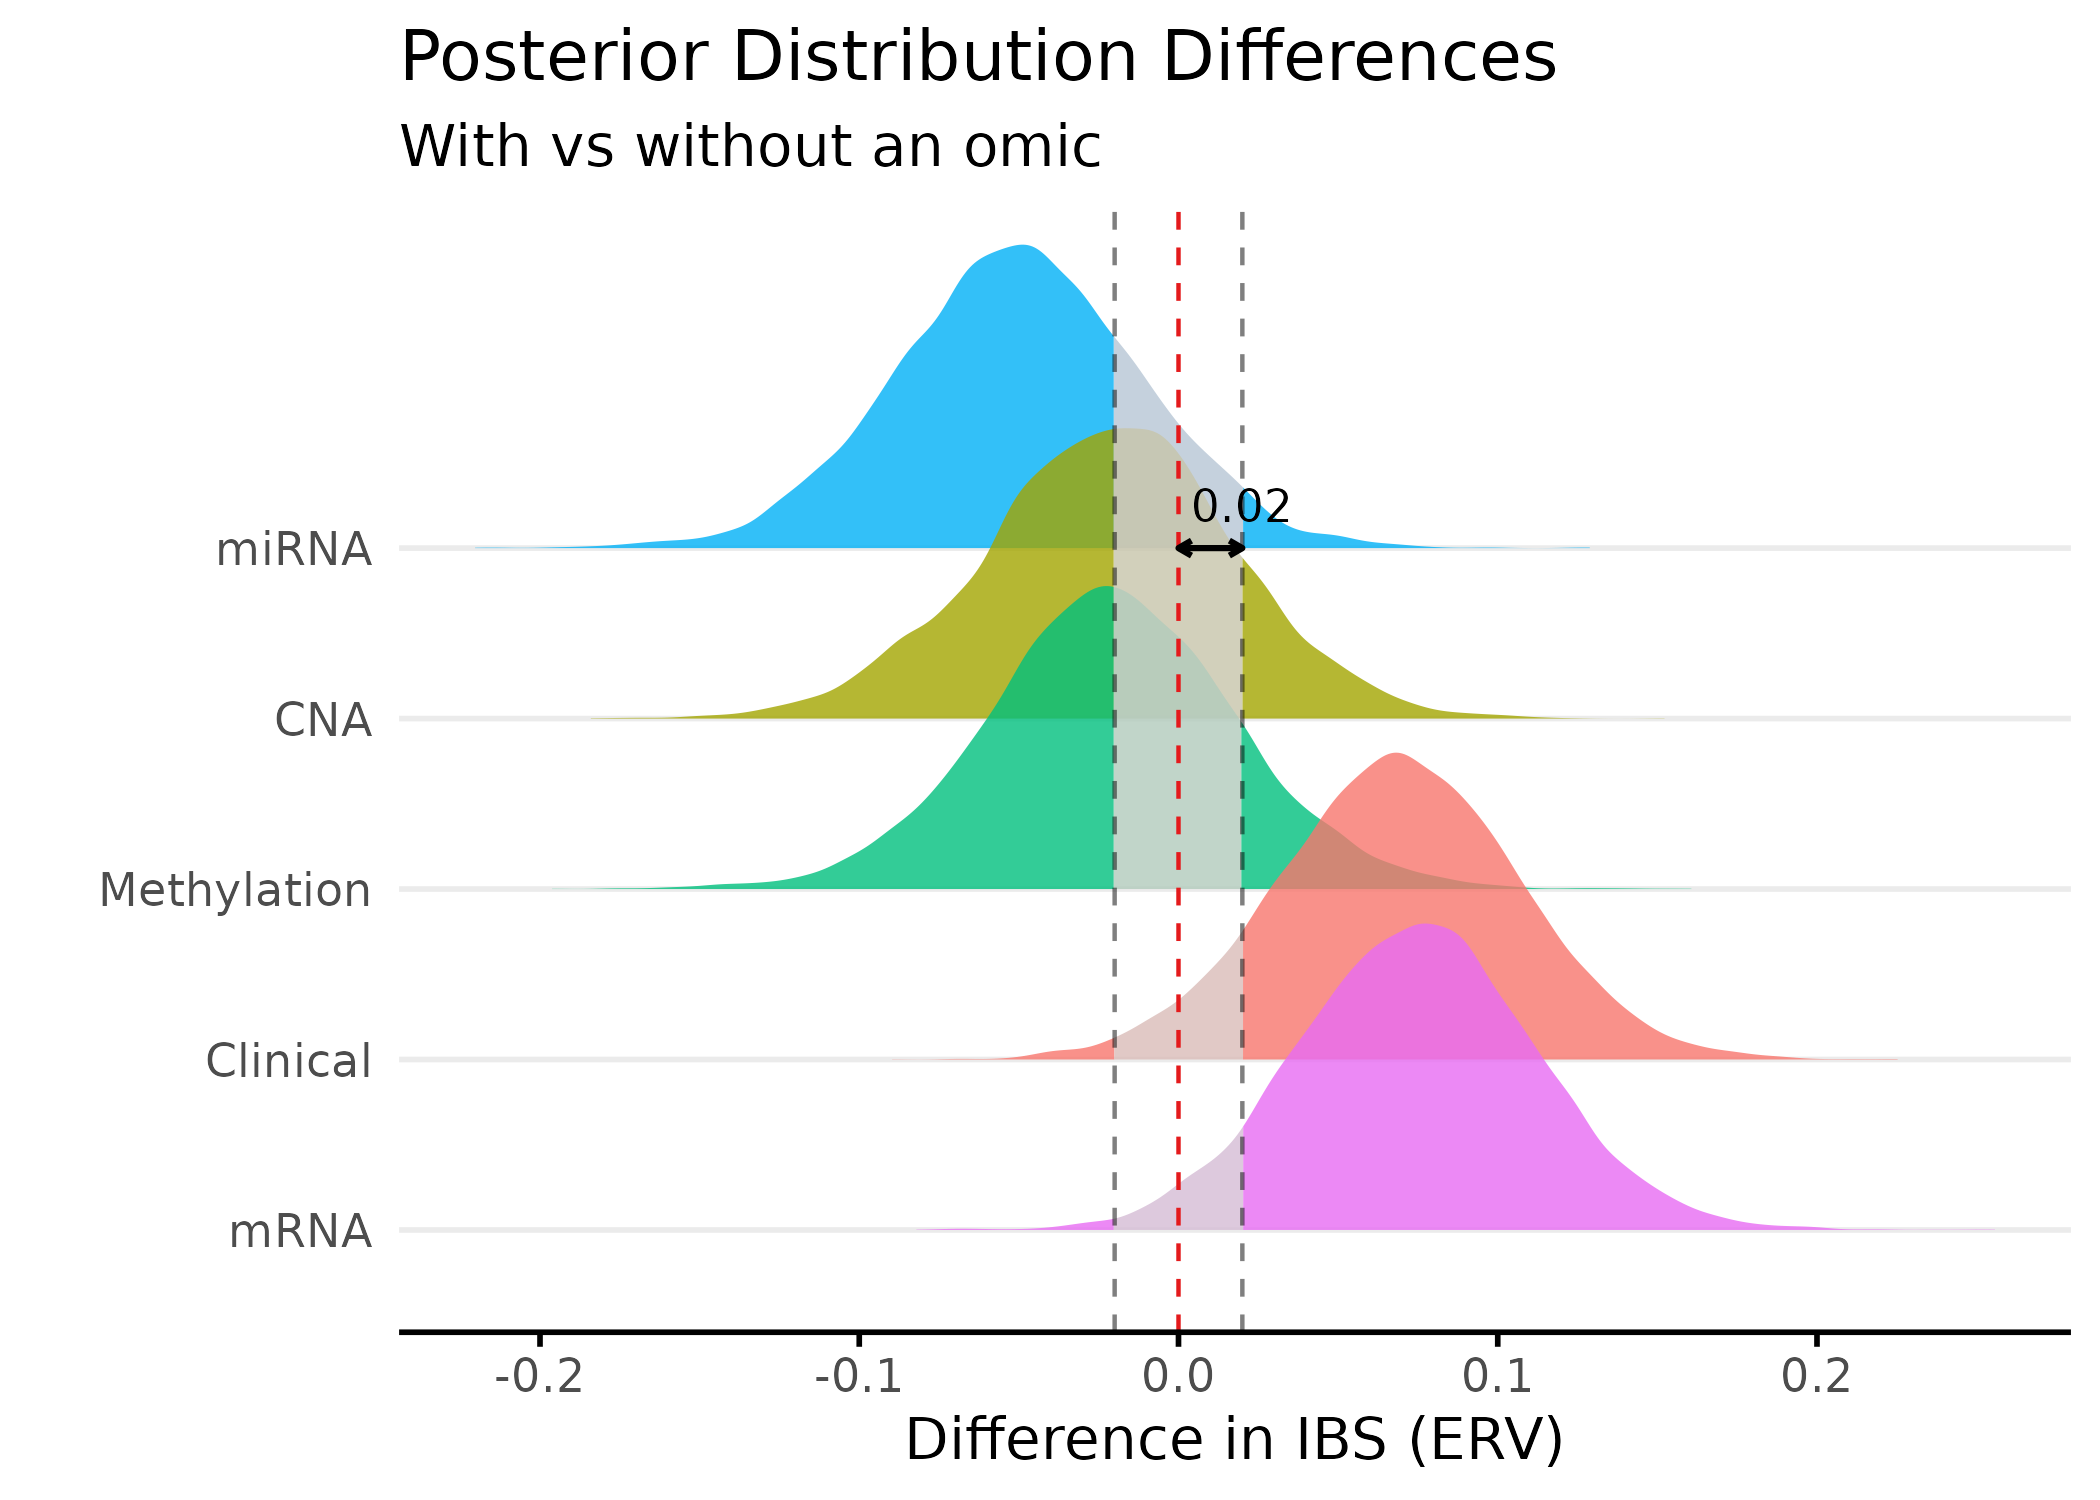 Posterior Distribution Differences
With vs without an omic
0.02
miRNA
CNA
Methylation
Clinical
mRNA
-0.2 -0.1 0.0 0.1 0.2
Difference in IBS (ERV)